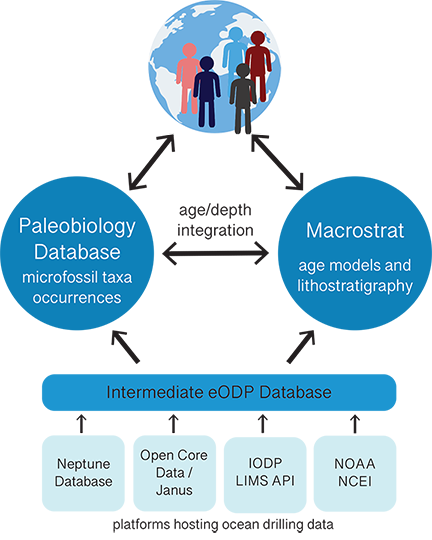 Paleobiology
Database
microfossil taxa
occurrences
age/depth
integration
Macrostrat
age models and
lithostratigraphy
Intermediate eODP Database
Neptune
Database
Open Core
Data /
Janus
IODP
LIMS API
NOAA
NCEI
platforms hosting ocean drilling data